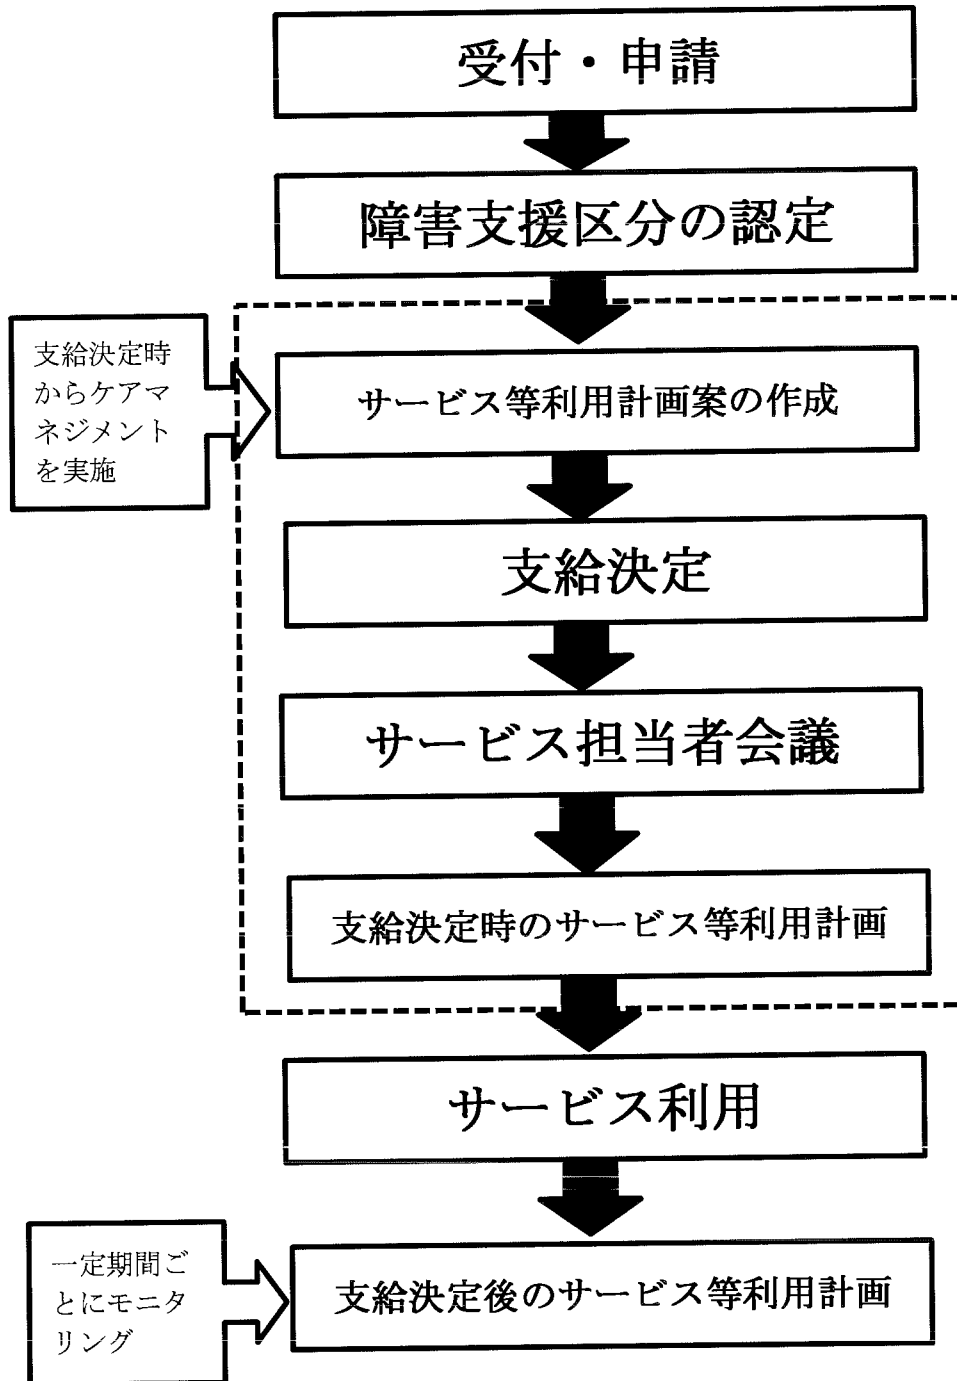 受付・申請
障害支援区分の認定
支給決定時
からケアマ
ネジメント
を実施
サービス等利用計画案の作成
支給決定
サービス担当者会議
支給決定時のサービス等利用計画
サービス利用
一定期間ご
とにモニタ
リング
支給決定後のサービス等利用計画